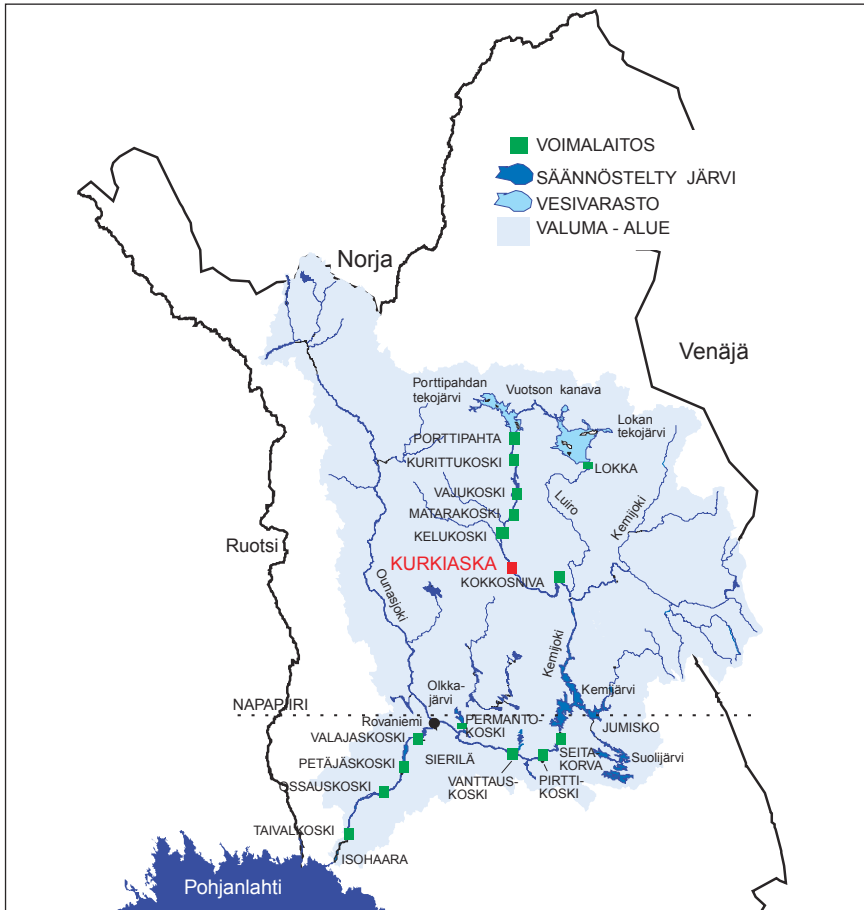 VOIMALAITOS
SÄÄNNÖSTELTY JÄRVI
VESIVARASTO
VALUMA - ALUE
Norja
Venäjä
Porttipahdan
tekojärvi
Vuotson kanava
Lokan
tekojärvi
PORTTIPAHTA
KURITTUKOSKI
LOKKA
VAJUKOSKI
Luiro
Kemijoki
MATARAKOSKI
KELUKOSKI
Ruotsi
KURKIASKA
KOKKOSNIVA
Ounasjoki
Kemijoki
Olkka-
järvi
Kemijärvi
NAPAPIIRI
Rovaniemi
PERMANTO-
KOSKI
JUMISKO
VALAJASKOSKI
SIERILÄ
SEITA
KORVA
Suolijärvi
PETÄJÄSKOSKI
VANTTAUS-
KOSKI
PIRTTI-
KOSKI
OSSAUSKOSKI
TAIVALKOSKI
ISOHAARA
Pohjanlahti